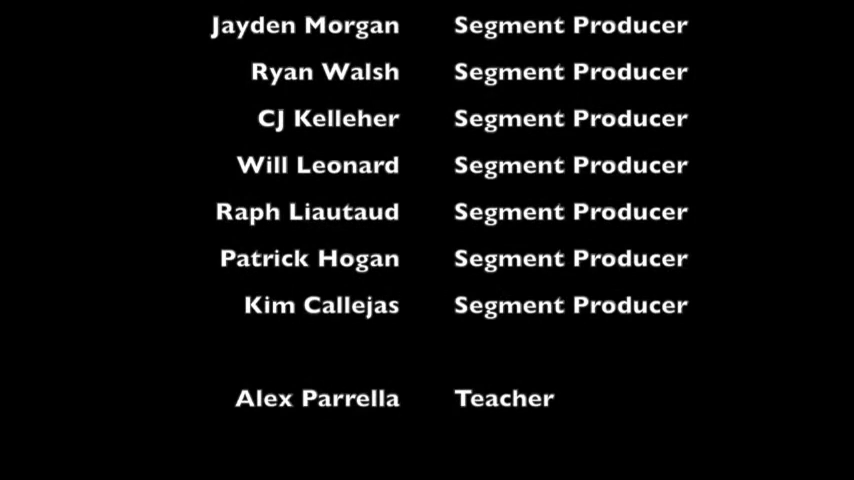 Jayden Morgan Segment Producer
Ryan Walsh Segment Producer
CJ Kelleher Segment Producer
Will Leonard Segment Producer
Raph Liautaud Segment Producer
Patrick Hogan Segment Producer
Kim Callejas Segment Producer
Alex Parrella Teacher